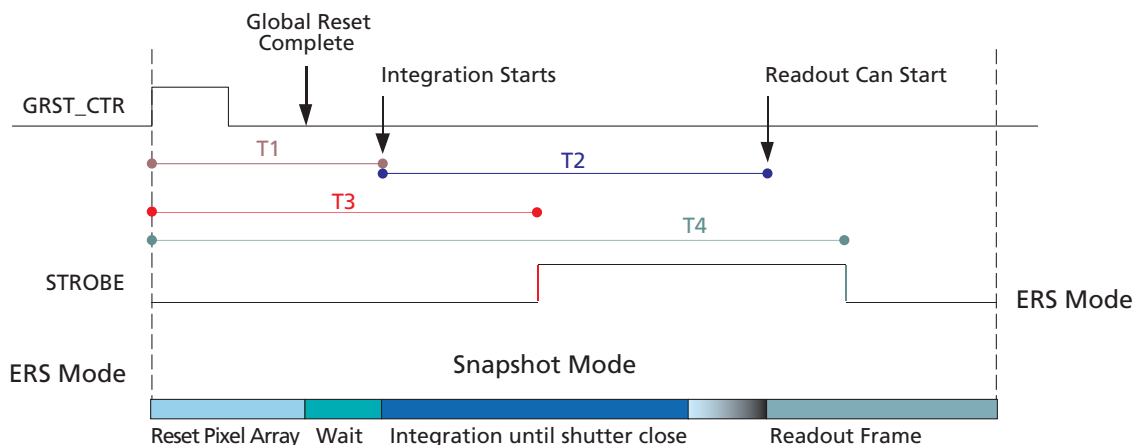 Global Reset
Complete
Integration Starts
Readout Can Start
GRST_CTR
T1
T2
T3
T4
STROBE
ERS Mode
Snapshot Mode
ERS Mode
Reset Pixel Array
Wait
Integration until shutter close
Readout Frame